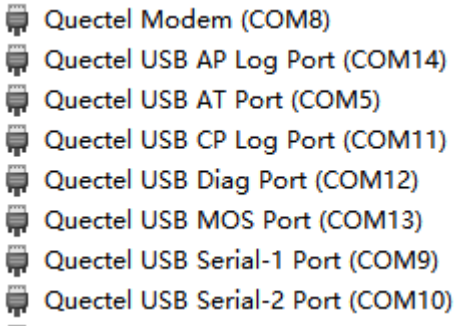 Quectel Modem (COM8)
Quectel USB AP Log Port (COM14)
Quectel USB AT Port (COM5)
Quectel USB CP Log Port (COM11)
Quectel USB Diag Port (COM12)
Quectel USB MOS Port (COM13)
Quectel USB Serial-1 Port (COM9)
Quectel USB Serial-2 Port (COM10)